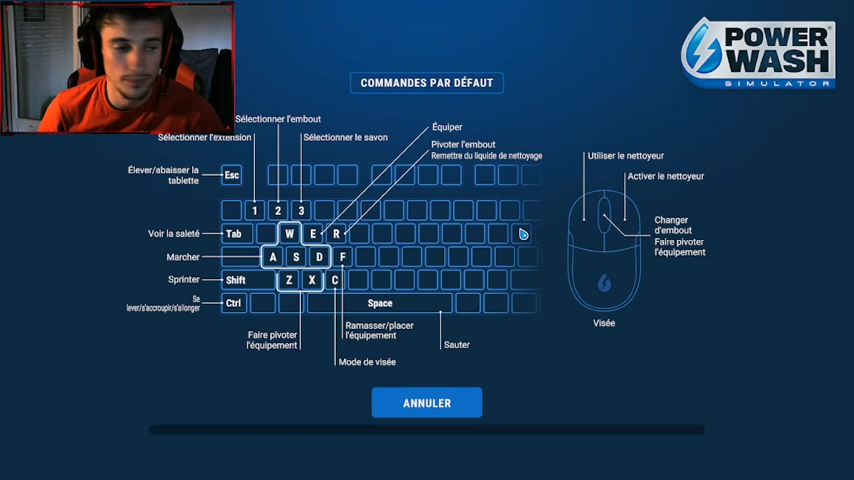 POWER
WASH
SIMULATOR
COMMANDES PAR DÉFAUT
Sélectionner l'embout
Sélectionner l'extension
Sélectionner le savon
Équiper
Pivoter l'embout
Remettre du liquide de nettoyage
Élever/abaisser la
tablette
Esc
1 2 3
Voir la saleté
Tab
W E R
Marcher
A S D F
Sprinter
Shift
Z X C
Se
lever/s'accroupir/s'allonger
Ctrl
Space
Faire pivoter
l'équipement
Ramasser/placer
l'équipement
Mode de visée
Sauter
Utiliser le nettoyeur
Activer le nettoyeur
Changer
d'embout
Faire pivoter
l'équipement
Visée
ANNULER